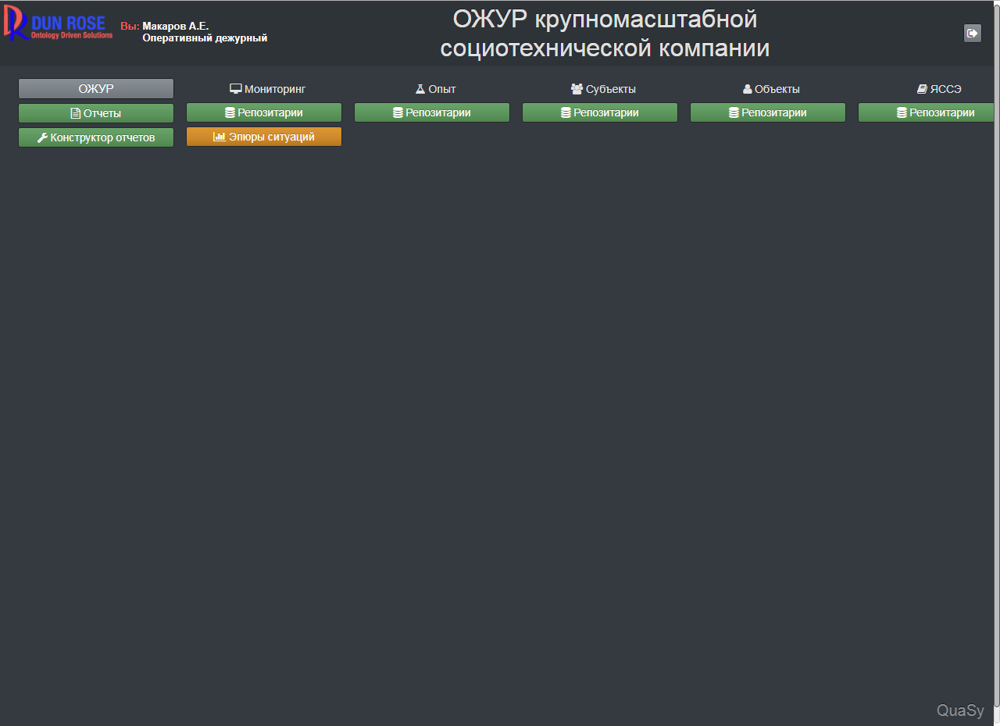 DUN ROSE
Ontology Driven Solutions
Вы: Макаров А.Е.
Оперативный дежурный
ОЖУР крупномасштабной
социотехнической компании
ОЖУР
Мониторинг
Опыт
Субъекты
Объекты
ЯССЭ
Отчеты
Репозитарии
Репозитарии
Репозитарии
Репозитарии
Репозитарии
Конструктор отчетов
Эпюры ситуаций
QuaSy